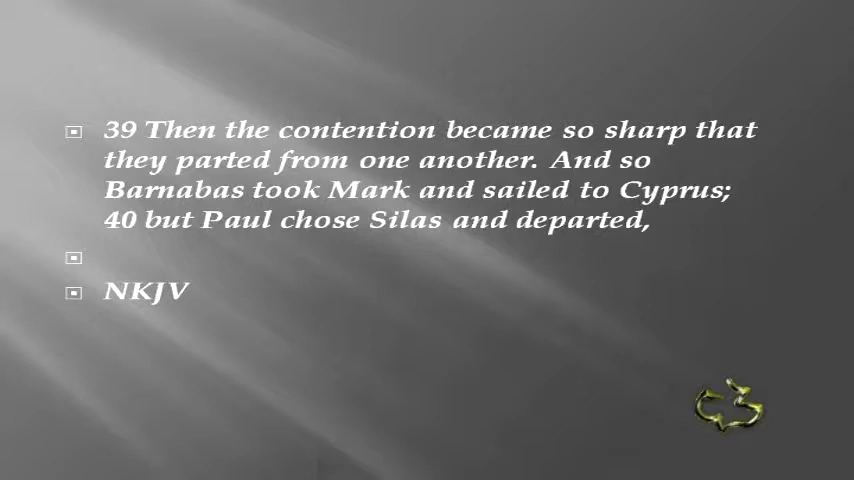 39 Then the contention became so sharp that
they parted from one another. And so
Barnabas took Mark and sailed to Cyprus;
40 but Paul chose Silas and departed,
NKJV